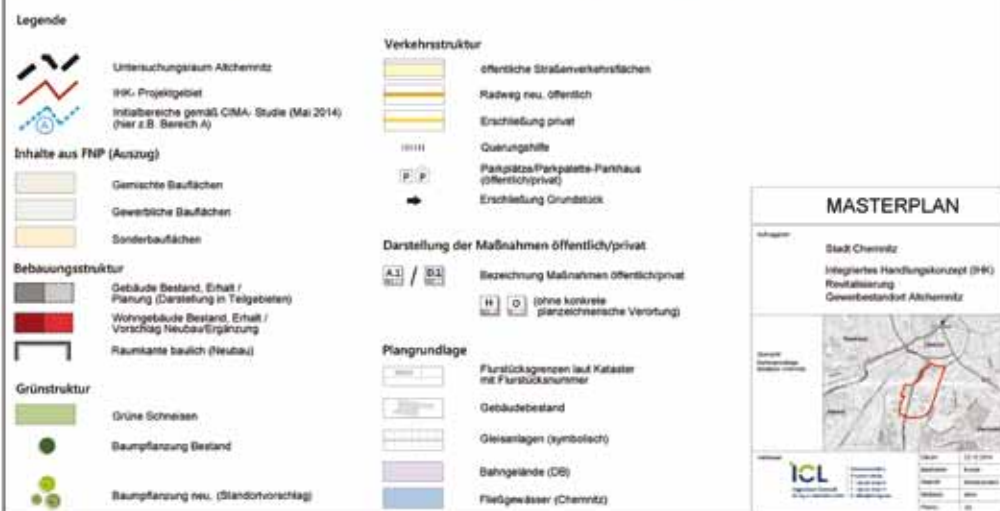 Legende
Untersuchungsraum Altchemnitz
IHK- Projektgebiet
Initialbereiche gemäß CIMA- Studie (Mai 2014)
(hier z.B. Bereich A)
A
Inhalte aus FNP (Auszug)
Gemischte Bauflächen
Gewerbliche Bauflächen
Sonderbauflächen
Bebauungsstruktur
Gebäude Bestand, Erhalt /
Planung (Darstellung in Teilgebieten)
Wohngebäude Bestand, Erhalt /
Vorschlag Neubau/Ergänzung
Raumkante baulich (Neubau)
Grünstruktur
Grüne Schneisen
Baumpflanzung Bestand
Baumpflanzung neu, (Standortvorschlag)
Verkehrsstruktur
öffentliche Straßenverkehrsflächen
Radweg neu, öffentlich
Erschließung privat
Querungshilfe
P P
Parkplätze/Parkpalette-Parkhaus
(öffentlich/privat)
Erschließung Grundstück
Darstellung der Maßnahmen öffentlich/privat
A.1 / D.1
Bezeichnung Maßnahmen öffentlich/privat
H O (ohne konkrete
planzeichnerische Verortung)
Plangrundlage
Flurstücksgrenzen laut Kataster
mit Flurstücksnummer
Gebäudebestand
Gleisanlagen (symbolisch)
Bahngelände (DB)
Fließgewässer (Chemnitz)
MASTERPLAN
Stadt Chemnitz
Integriertes Handlungskonzept (IHK)
Revitalisierung
Gewerbestandort Altchemnitz
ICL